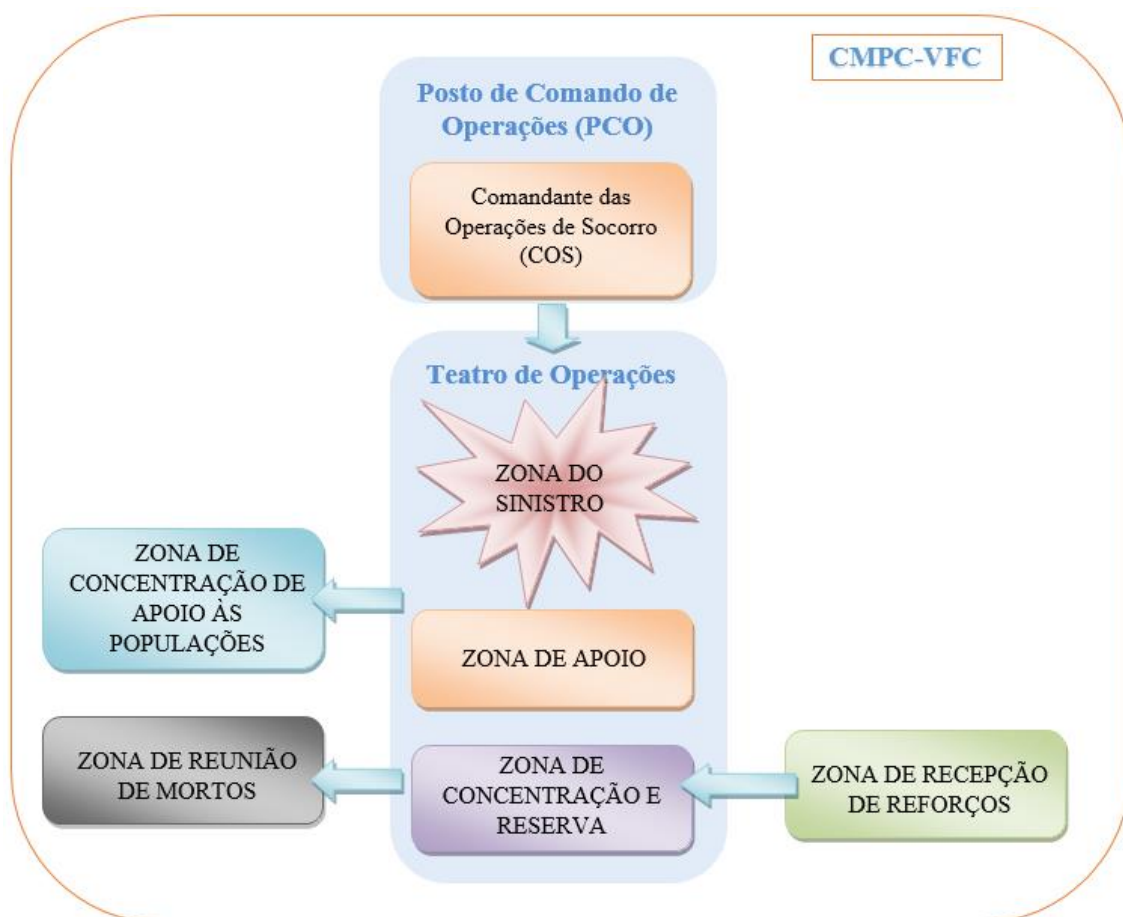 CMPC-VFC
Posto de Comando de
Operações (PCO)
Comandante das
Operações de Socorro
(COS)
Teatro de Operações
ZONA DO
SINISTRO
ZONA DE
CONCENTRAÇÃO DE
APOIO ÀS
POPULAÇÕES
ZONA DE APOIO
ZONA DE REUNIÃO
DE MORTOS
ZONA DE
CONCENTRAÇÃO E
RESERVA
ZONA DE RECEPÇÃO
DE REFORÇOS